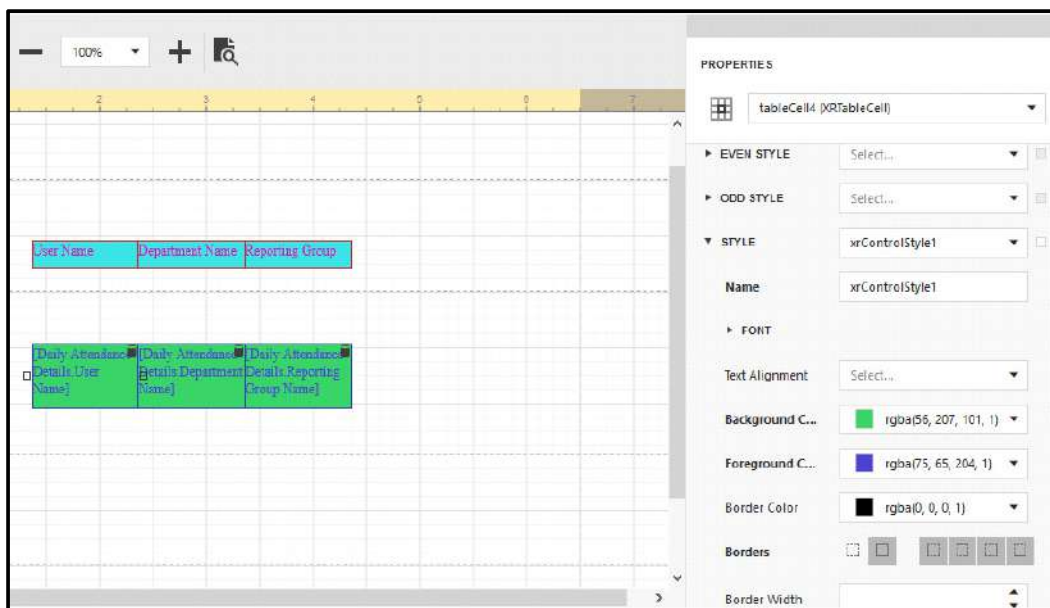 100%
PROPERTIES
tableCell4 (XRTableCell)
2 3 4 5 6 7
EVEN STYLE Select...
ODD STYLE Select...
STYLE xrControlStyle1
Name xrControlStyle1
FONT
Text Alignment Select...
Background C... rgba(56, 207, 101, 1)
Foreground C... rgba(75, 65, 204, 1)
Border Color rgba(0, 0, 0, 1)
Borders
Border Width
User Name Department Name Reporting Group
[Daily Attendance [Daily Attendance [Daily Attendance
Details.User Details.Department Details.Reporting
Name] Name] Group Name]